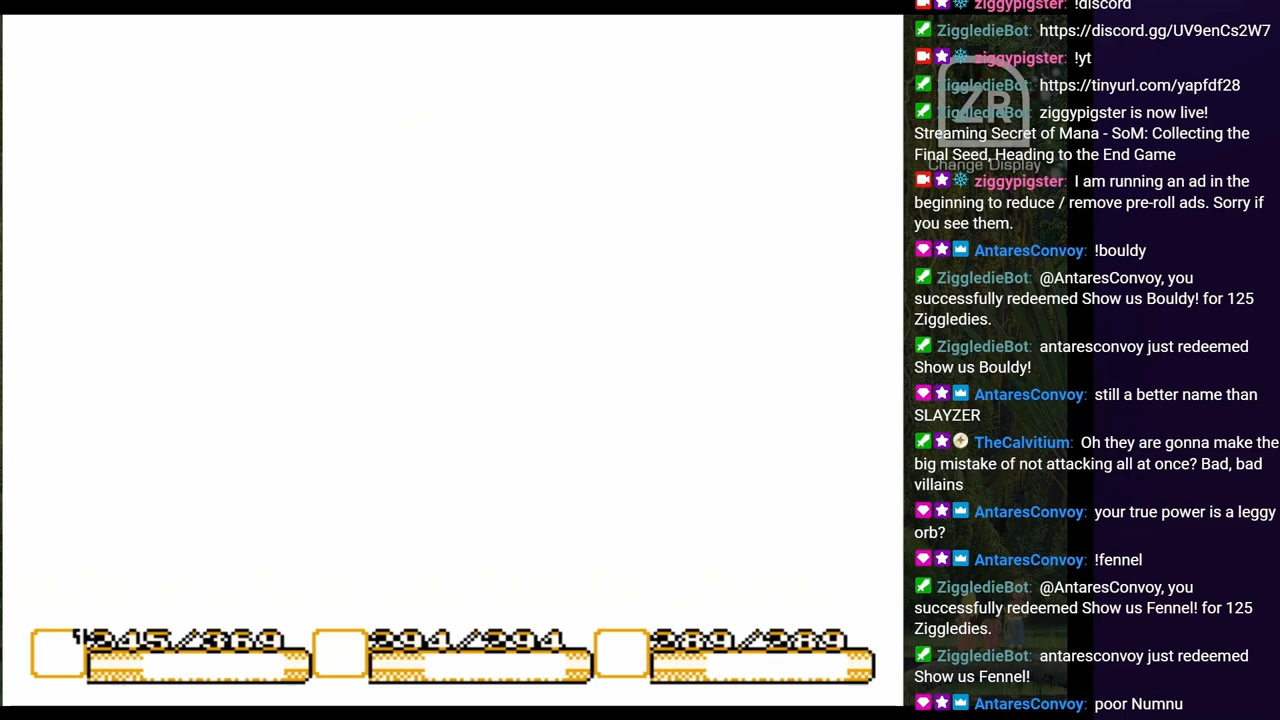 ziggypigster: !discord
ZiggledieBot: https://discord.gg/UV9enCs2W7
ziggypigster: !yt
ZiggledieBot: https://tinyurl.com/yapfdf28
ZiggledieBot: ziggypigster is now live!
Streaming Secret of Mana - SoM: Collecting the
Final Seed, Heading to the End Game
ZR
Change Display
ziggypigster: I am running an ad in the
beginning to reduce / remove pre-roll ads. Sorry if
you see them.
AntaresConvoy: !bouldy
ZiggledieBot: @AntaresConvoy, you
successfully redeemed Show us Bouldy! for 125
Ziggledies.
ZiggledieBot: antaresconvoy just redeemed
Show us Bouldy!
AntaresConvoy: still a better name than
SLAYZER
TheCalvitium: Oh they are gonna make the
big mistake of not attacking all at once? Bad, bad
villains
AntaresConvoy: your true power is a leggy
orb?
AntaresConvoy: !fennel
ZiggledieBot: @AntaresConvoy, you
successfully redeemed Show us Fennel! for 125
Ziggledies.
ZiggledieBot: antaresconvoy just redeemed
Show us Fennel!
AntaresConvoy: poor Numnu